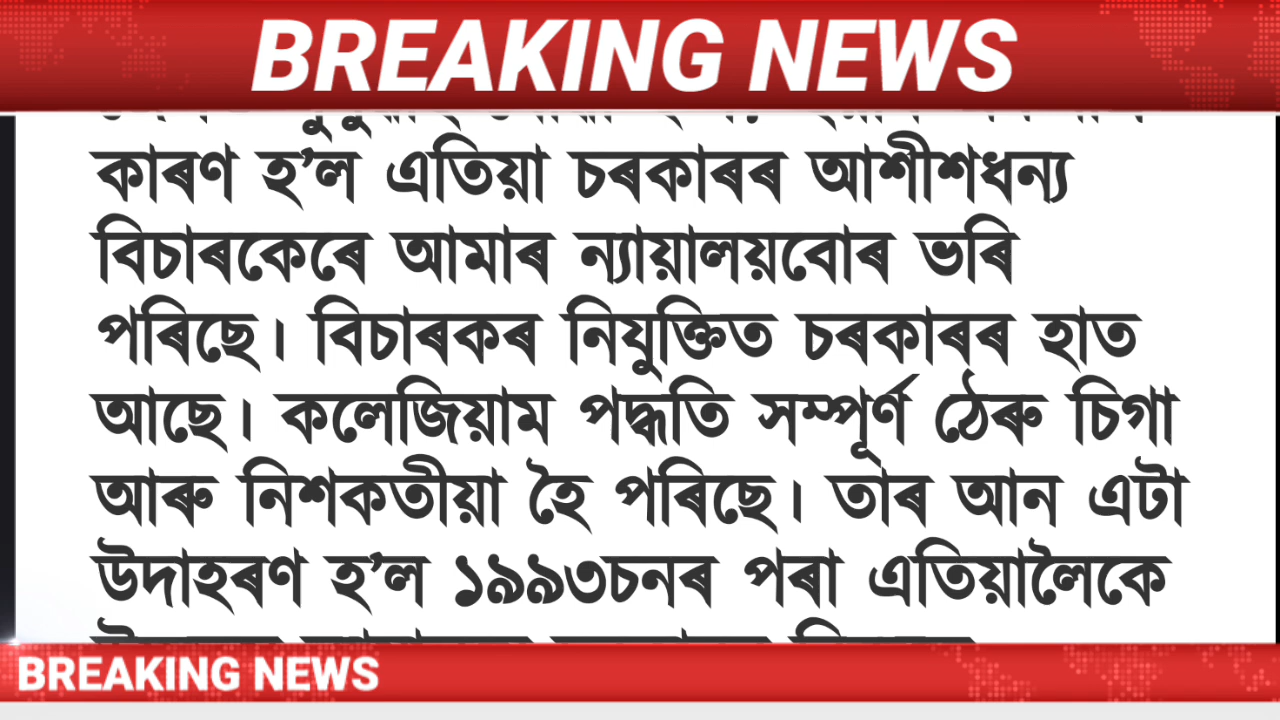 BREAKING NEWS
কাৰণ হ’ল এতিয়া চৰকাৰৰ আশীশধন্য
বিচাৰকেৰে আমাৰ ন্যায়ালয়বোৰ ভৰি
পৰিছে। বিচাৰকৰ নিযুক্তিত চৰকাৰৰ হাত
আছে। কলেজিয়াম পদ্ধতি সম্পূৰ্ণ ঠেৰু চিগা
আৰু নিশকতীয়া হৈ পৰিছে। তাৰ আন এটা
উদাহৰণ হ’ল ১৯৯৩চনৰ পৰা এতিয়ালৈকে
BREAKING NEWS